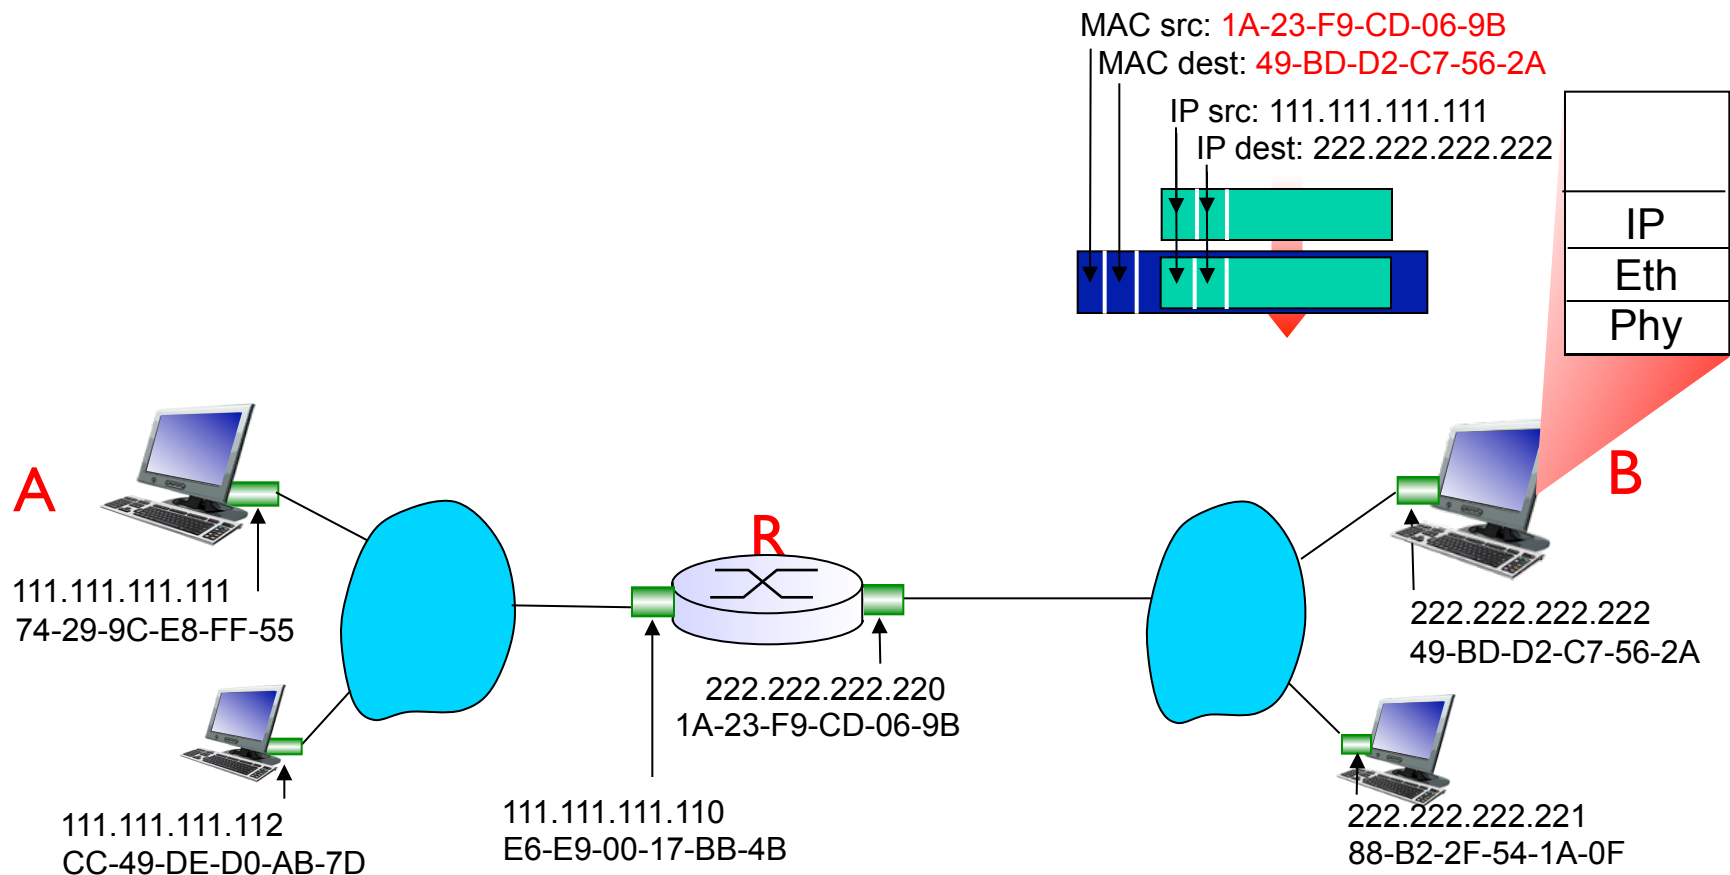 MAC src: 1A-23-F9-CD-06-9B
MAC dest: 49-BD-D2-C7-56-2A
IP src: 111.111.111.111
IP dest: 222.222.222.222
IP
Eth
Phy
A
B
R
111.111.111.111
74-29-9C-E8-FF-55
222.222.222.222
49-BD-D2-C7-56-2A
222.222.222.220
1A-23-F9-CD-06-9B
111.111.111.112
CC-49-DE-D0-AB-7D
111.111.111.110
E6-E9-00-17-BB-4B
222.222.222.221
88-B2-2F-54-1A-0F